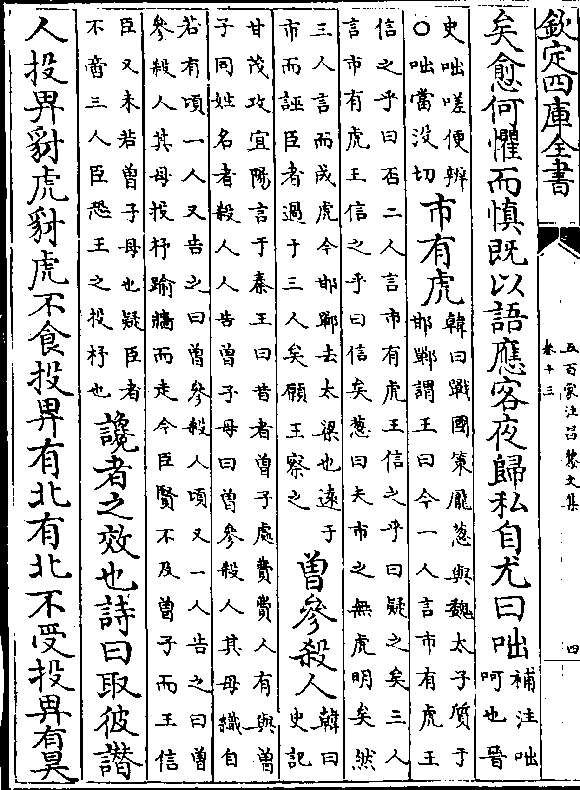 欽定四庫全書
五百家注昌黎文集
卷十三
四
矣愈何懼而慎既以語應客夜歸私自尤曰咄
補注咄
呵也晉
史咄嗟便辨
○咄當没切
市有虎
韓曰戰國策龐葱與魏太子質于
邯鄲謂王曰今一人言市有虎王
信之乎曰否二人言市有虎王信之乎曰疑之矣三人
言市有虎王信之乎曰信矣葱曰夫市之無虎明矣然
三人言而成虎今邯鄲去太梁也遠于
市而誣臣者過于三人矣願王察之
曾參殺人
韓曰
史記
甘茂攻宜陽言于秦王曰昔者曾子處費費人有與曾
子同姓名者殺人人告曾子母曰曾參殺人其母織自
若有頃一人又告之曰曾參殺人頃又一人告之曰曾
參殺人其母投杼踰牆而走今臣賢不及曾子而王信
臣又未若曾子母也疑臣者
不啻三人臣恐王之投杼也
讒者之效也詩曰取彼譖
人投畀豺虎豺虎不食投畀有北有北不受投畀有昊